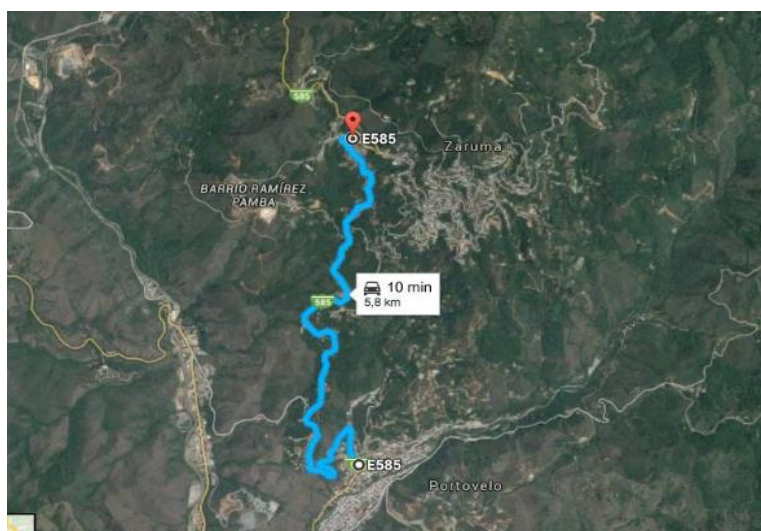 585
E585
Zaruma
BARRIO RAMÍREZ
PAMBA
10 min
5,8 km
585
E585
Portovelo